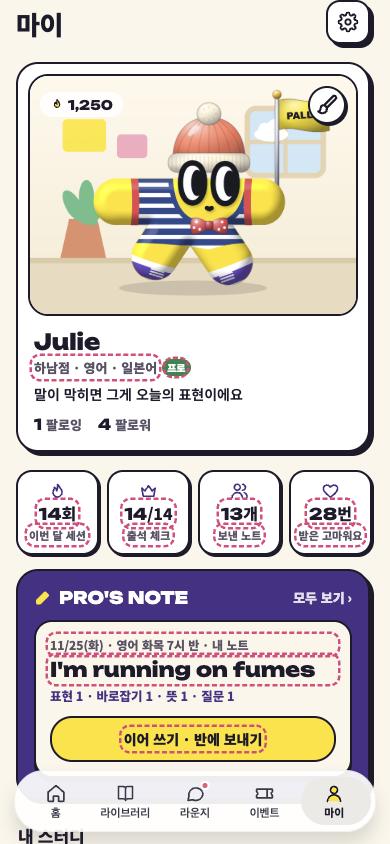 마이
1,250
PALL
Julie
하남점 · 영어 · 일본어 프로
말이 막히면 그게 오늘의 표현이에요
1 팔로잉 4 팔로워
14회 14/14 13개 28번
이번 달 세션 출석 체크 보낸 노트 받은 고마워요
PRO'S NOTE 모두 보기 ›
11/25(화) · 영어 화목 7시 반 · 내 노트
I'm running on fumes
표현 1 · 바로잡기 1 · 뜻 1 · 질문 1
이어 쓰기 · 반에 보내기
홈 라이브러리 라운지 이벤트 마이